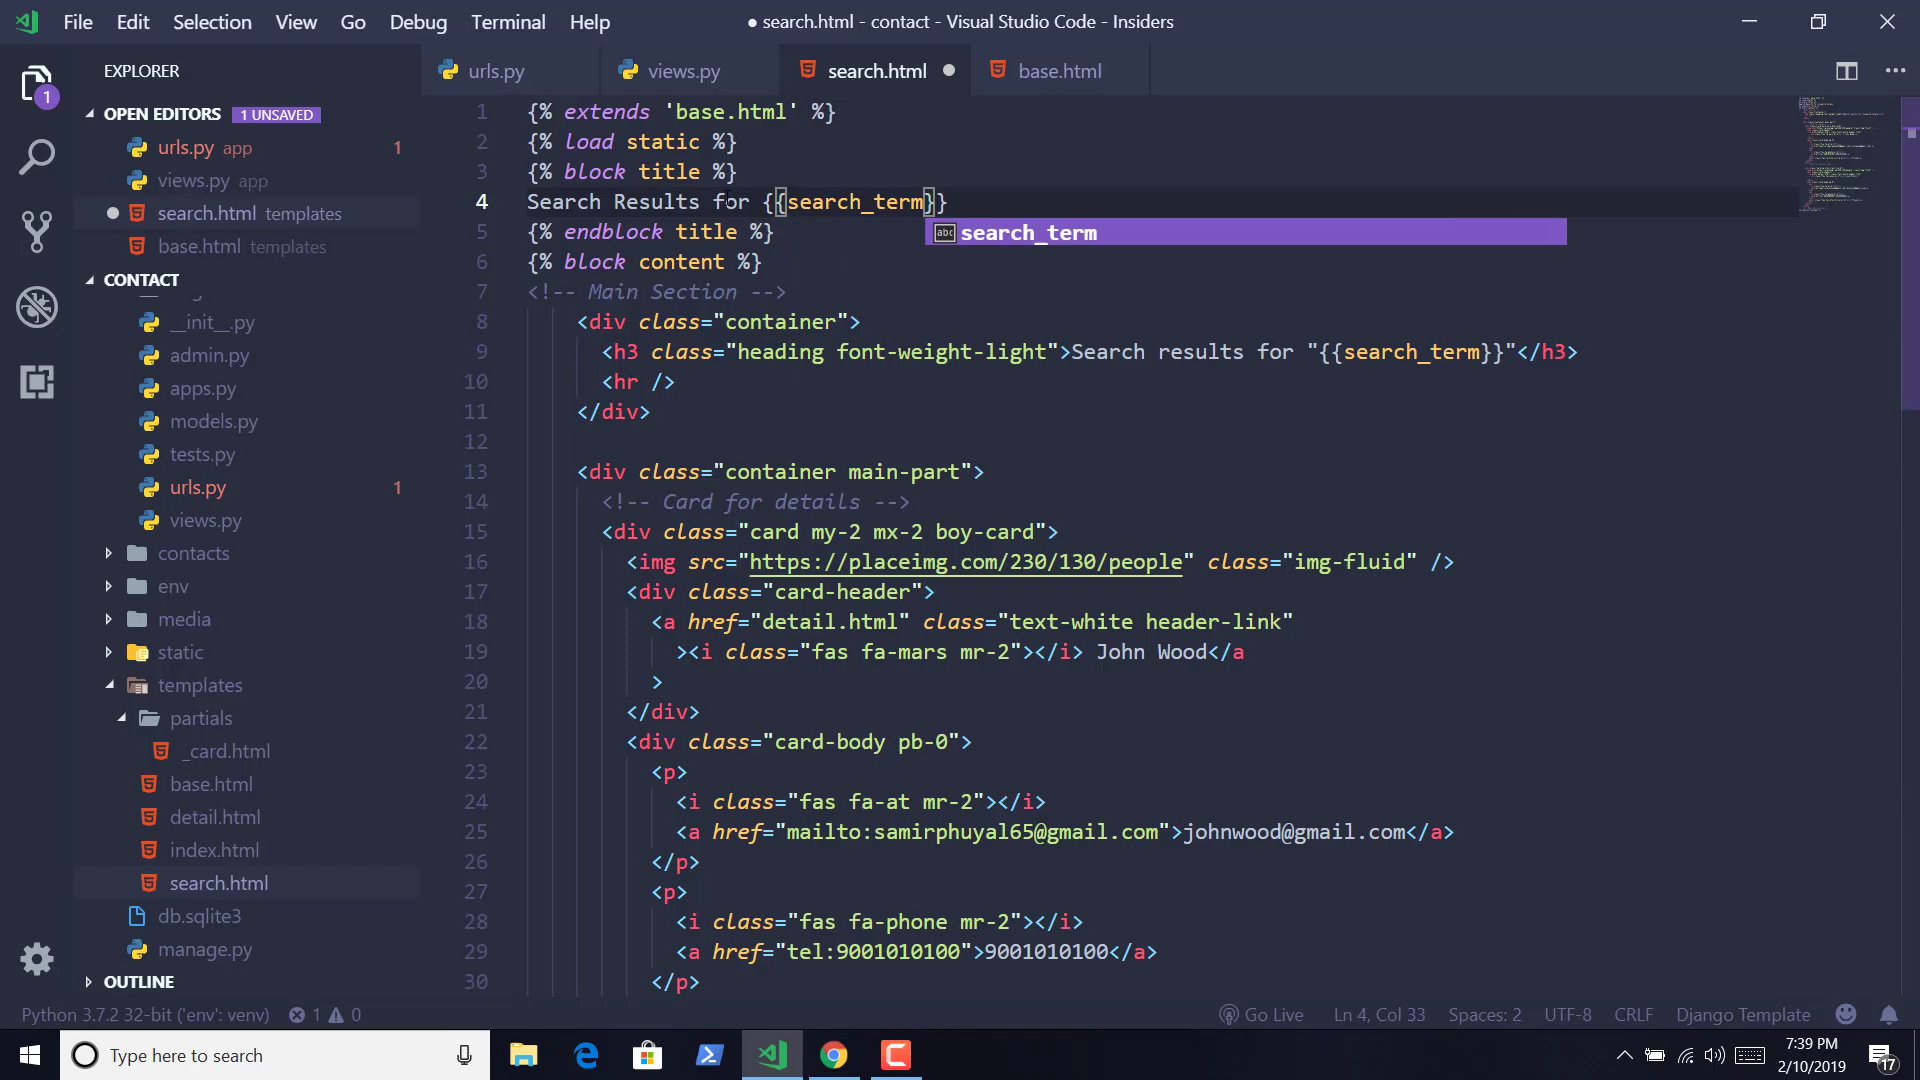 File Edit Selection View Go Debug Terminal Help
● search.html - contact - Visual Studio Code - Insiders
EXPLORER
urls.py
views.py
search.html
base.html
OPEN EDITORS 1 UNSAVED
urls.py app 1
views.py app
search.html templates
base.html templates
CONTACT
__init__.py
admin.py
apps.py
models.py
tests.py
urls.py 1
views.py
contacts
env
media
static
templates
partials
_card.html
base.html
detail.html
index.html
search.html
db.sqlite3
manage.py
OUTLINE
1 {% extends 'base.html' %}
2 {% load static %}
3 {% block title %}
4 Search Results for {{search_term}}
search_term
5 {% endblock title %}
6 {% block content %}
7 <!-- Main Section -->
8 <div class="container">
9 <h3 class="heading font-weight-light">Search results for "{{search_term}}"</h3>
10 <hr />
11 </div>
12
13 <div class="container main-part">
14 <!-- Card for details -->
15 <div class="card my-2 mx-2 boy-card">
16 <img src="https://placeimg.com/230/130/people" class="img-fluid" />
17 <div class="card-header">
18 <a href="detail.html" class="text-white header-link"
19 ><i class="fas fa-mars mr-2"></i> John Wood</a
20 >
21 </div>
22 <div class="card-body pb-0">
23 <p>
24 <i class="fas fa-at mr-2"></i>
25 <a href="mailto:samirphuyal65@gmail.com">johnwood@gmail.com</a>
26 </p>
27 <p>
28 <i class="fas fa-phone mr-2"></i>
29 <a href="tel:9001010100">9001010100</a>
30 </p>
Python 3.7.2 32-bit ('env': venv) 1 0
Go Live Ln 4, Col 33 Spaces: 2 UTF-8 CRLF Django Template
Type here to search
7:39 PM
2/10/2019
17